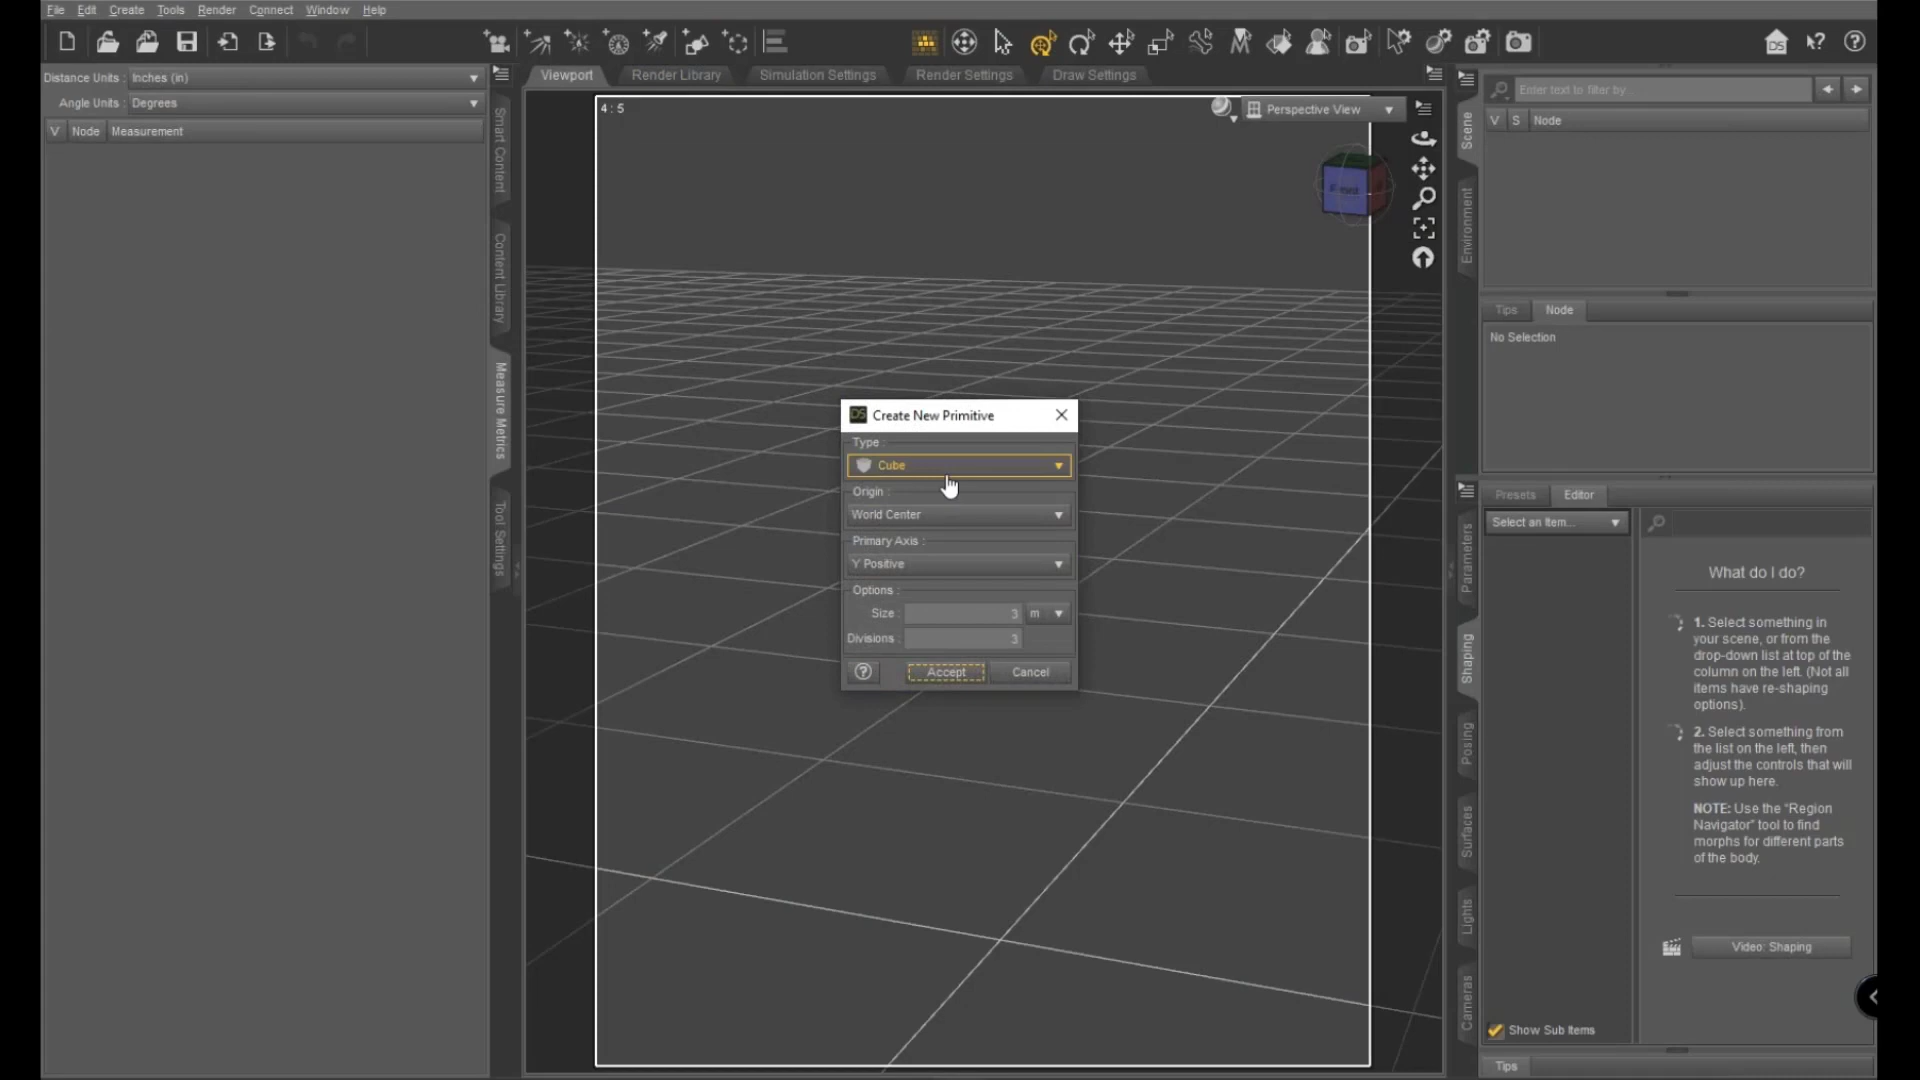 File Edit Create Tools Render Connect Window Help
Distance Units : Inches (in)
Angle Units : Degrees
V Node Measurement
Smart Content
Content Library
Measure Metrics
Tool Settings
Viewport Render Library Simulation Settings Render Settings Draw Settings
4 : 5
Perspective View
Front
DS Create New Primitive
Type :
Cube
Origin :
World Center
Primary Axis :
Y Positive
Options :
Size : 3 m
Divisions : 3
Accept Cancel
Scene
Environment
Enter text to filter by
V S Node
Tips Node
No Selection
Parameters
Shaping
Posing
Surfaces
Lights
Cameras
Presets Editor
Select an Item...
What do I do?
1. Select something in
your scene, or from the
drop-down list at top of the
column on the left. (Not all
items have re-shaping
options).
2. Select something from
the list on the left, then
adjust the controls that will
show up here.
NOTE: Use the “Region
Navigator” tool to find
morphs for different parts
of the body.
Video: Shaping
Show Sub Items
Tips